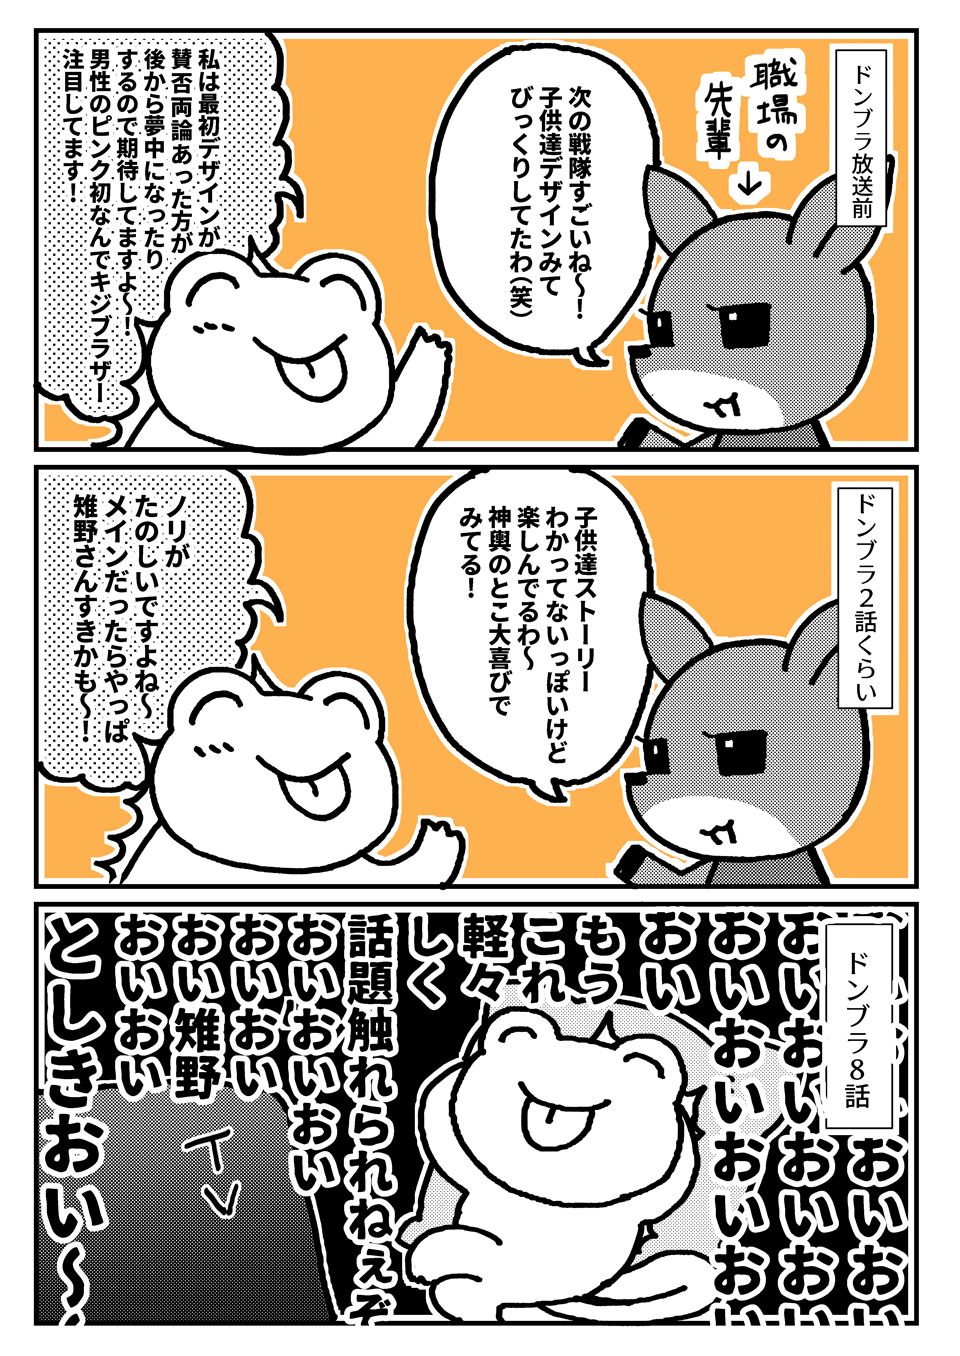 ドンブラ放送前
職場の
先輩
次の戦隊すごいね～！
子供達デザインみて
びっくりしてたわ（笑）
私は最初デザインが
賛否両論あった方が
後から夢中になったり
するので期待してますよ～！
男性のピンク初なんでキジブラザー
注目してます！
ドンブラ2話くらい
子供達ストーリー
わかってないっぽいけど
楽しんでるわ～
神輿のとこ大喜びで
みてる！
ノリが
たのしいですよね～
メインだったらやっぱ
雉野さんすきかも～！
ドンブラ8話
おいおい
おいおいおいおい
おいおいおいおい
おい
もう
これ
軽々
しく
話題触れられねぇぞ
おいおいおい
おいおい
おい雉野
おいおい
としきおい～
TV